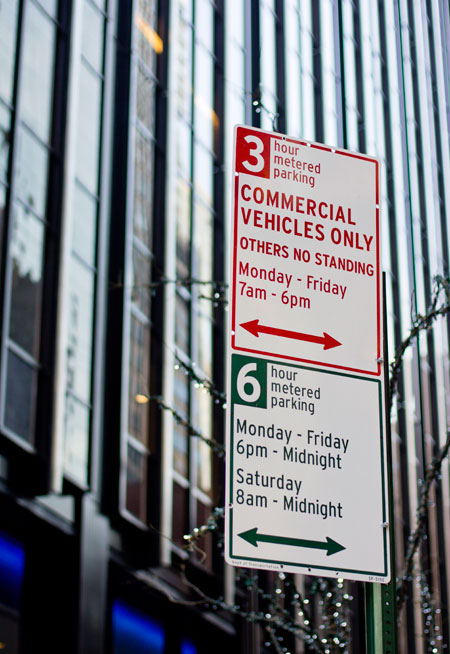 3 hour
metered
parking
COMMERCIAL
VEHICLES ONLY
OTHERS NO STANDING
Monday - Friday
7am - 6pm
6 hour
metered
parking
Monday - Friday
6pm - Midnight
Saturday
8am - Midnight